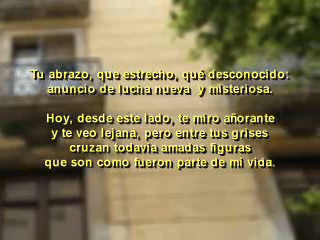 Tu abrazo, que estrecho, qué desconocido:
anuncio de lucha nueva y misteriosa.
Hoy, desde este lado, te miro añorante
y te veo lejana, pero entre tus grises
cruzan todavía amadas figuras
que son como fueron parte de mi vida.